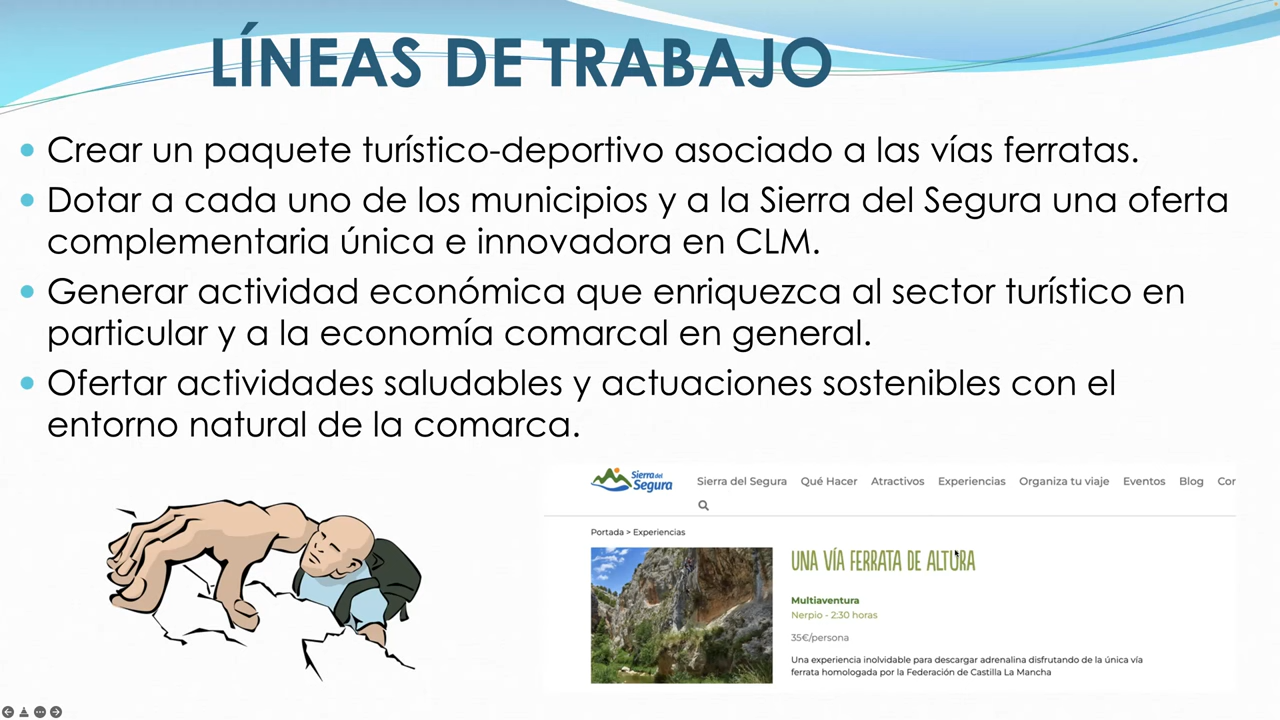 LÍNEAS DE TRABAJO
Crear un paquete turístico-deportivo asociado a las vías ferratas.
Dotar a cada uno de los municipios y a la Sierra del Segura una oferta
complementaria única e innovadora en CLM.
Generar actividad económica que enriquezca al sector turístico en
particular y a la economía comarcal en general.
Ofertar actividades saludables y actuaciones sostenibles con el
entorno natural de la comarca.
Sierra del
Segura
Sierra del Segura Qué Hacer Atractivos Experiencias Organiza tu viaje Eventos Blog Cor
Portada > Experiencias
UNA VÍA FERRATA DE ALTURA
Multiaventura
Nerpio - 2:30 horas
35€/persona
Una experiencia inolvidable para descargar adrenalina disfrutando de la única vía
ferrata homologada por la Federación de Castilla La Mancha